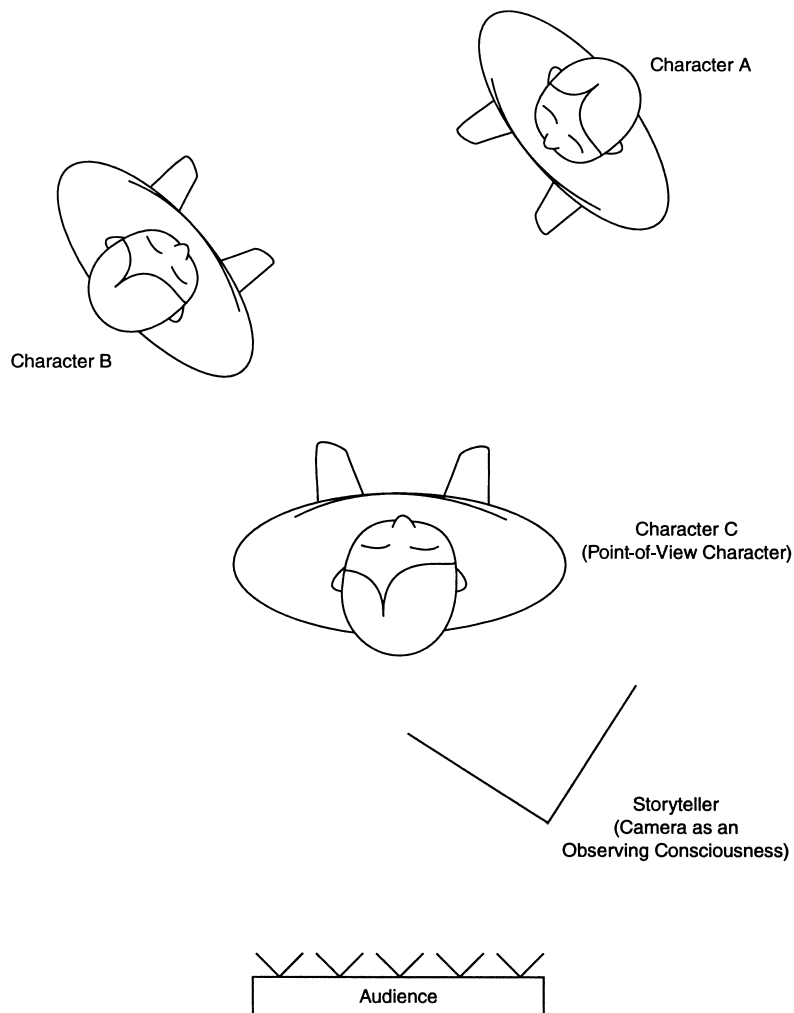 Character A
Character B
Character C
(Point-of-View Character)
Storyteller
(Camera as an
Observing Consciousness)
Audience